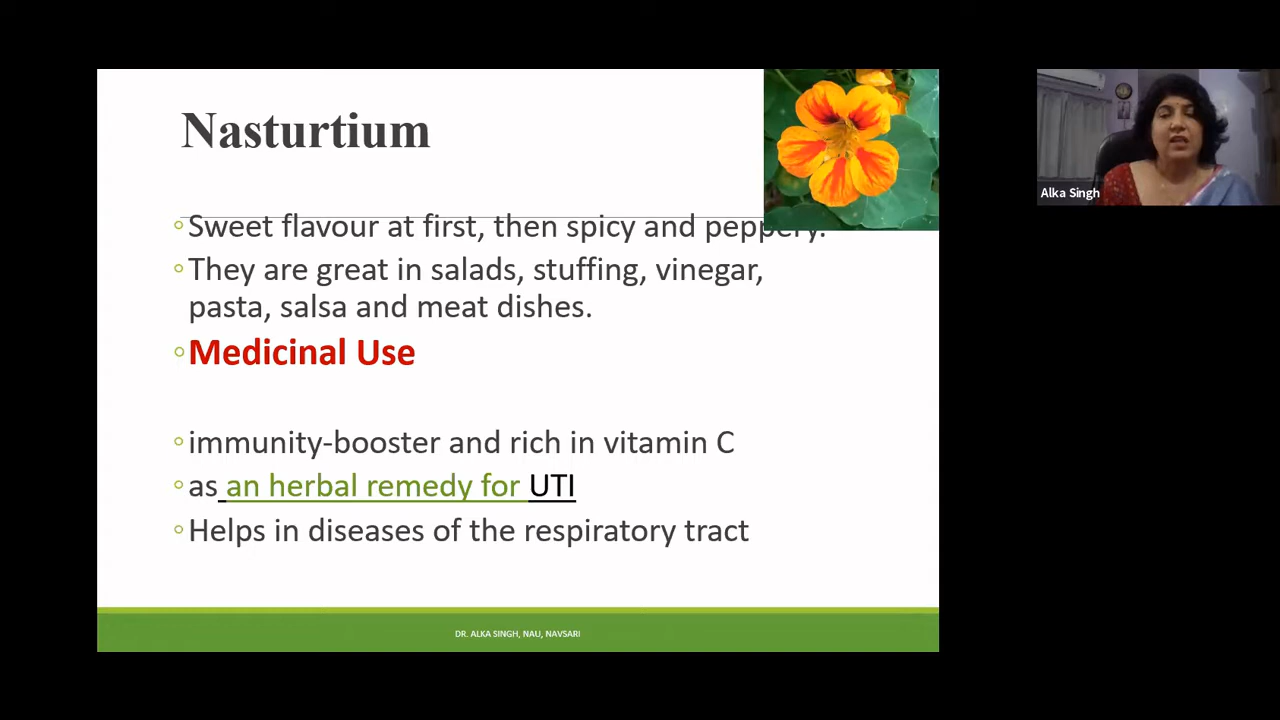 Nasturtium
Sweet flavour at first, then spicy and peppery.
They are great in salads, stuffing, vinegar,
pasta, salsa and meat dishes.
Medicinal Use
immunity-booster and rich in vitamin C
as an herbal remedy for UTI
Helps in diseases of the respiratory tract
DR. ALKA SINGH, NAU, NAVSARI
Alka Singh